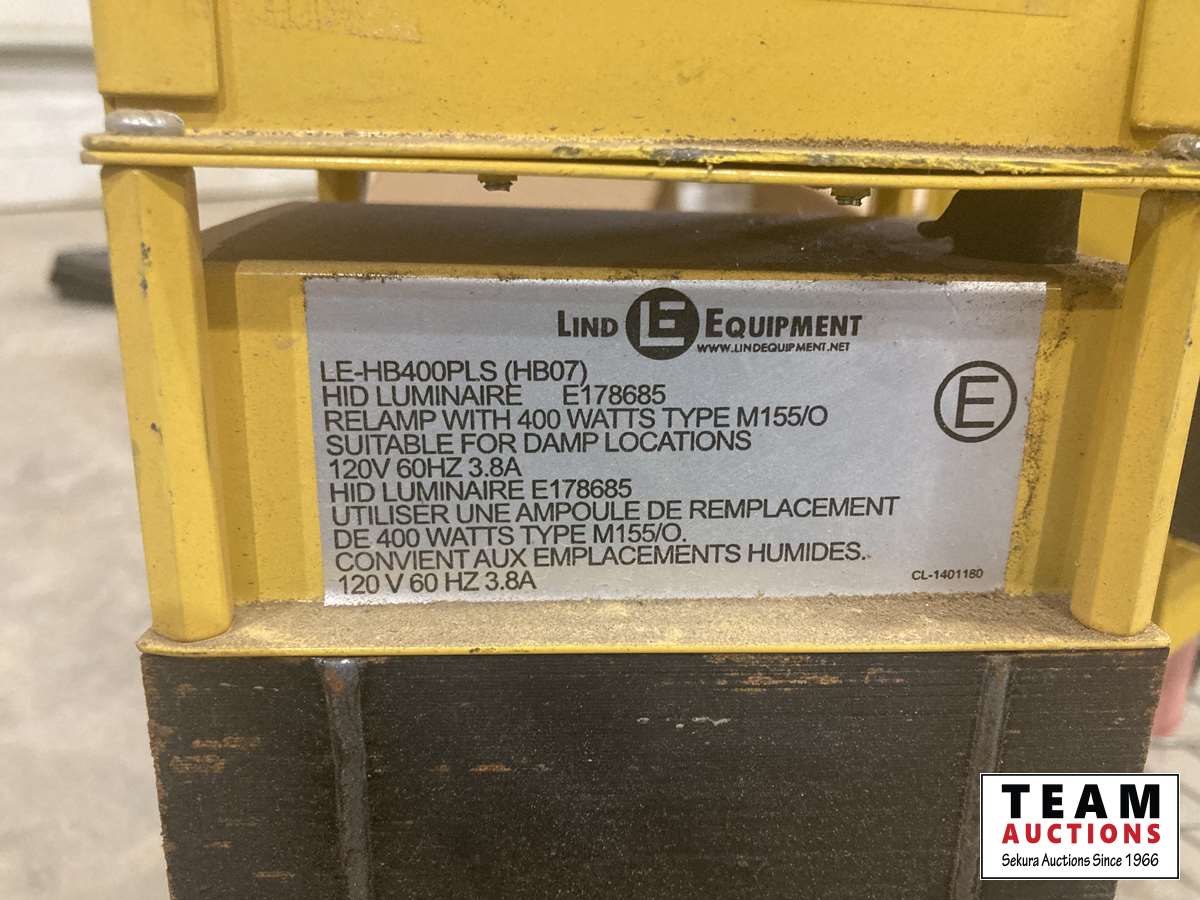 LIND LE EQUIPMENT
WWW.LINDEQUIPMENT.NET
LE-HB400PLS (HB07)
HID LUMINAIRE E178685
RELAMP WITH 400 WATTS TYPE M155/O
SUITABLE FOR DAMP LOCATIONS
120V 60HZ 3.8A
HID LUMINAIRE E178685
UTILISER UNE AMPOULE DE REMPLACEMENT
DE 400 WATTS TYPE M155/O.
CONVIENT AUX EMPLACEMENTS HUMIDES.
120 V 60 HZ 3.8A
E
CL-1401180
TEAM
AUCTIONS
Sekura Auctions Since 1966